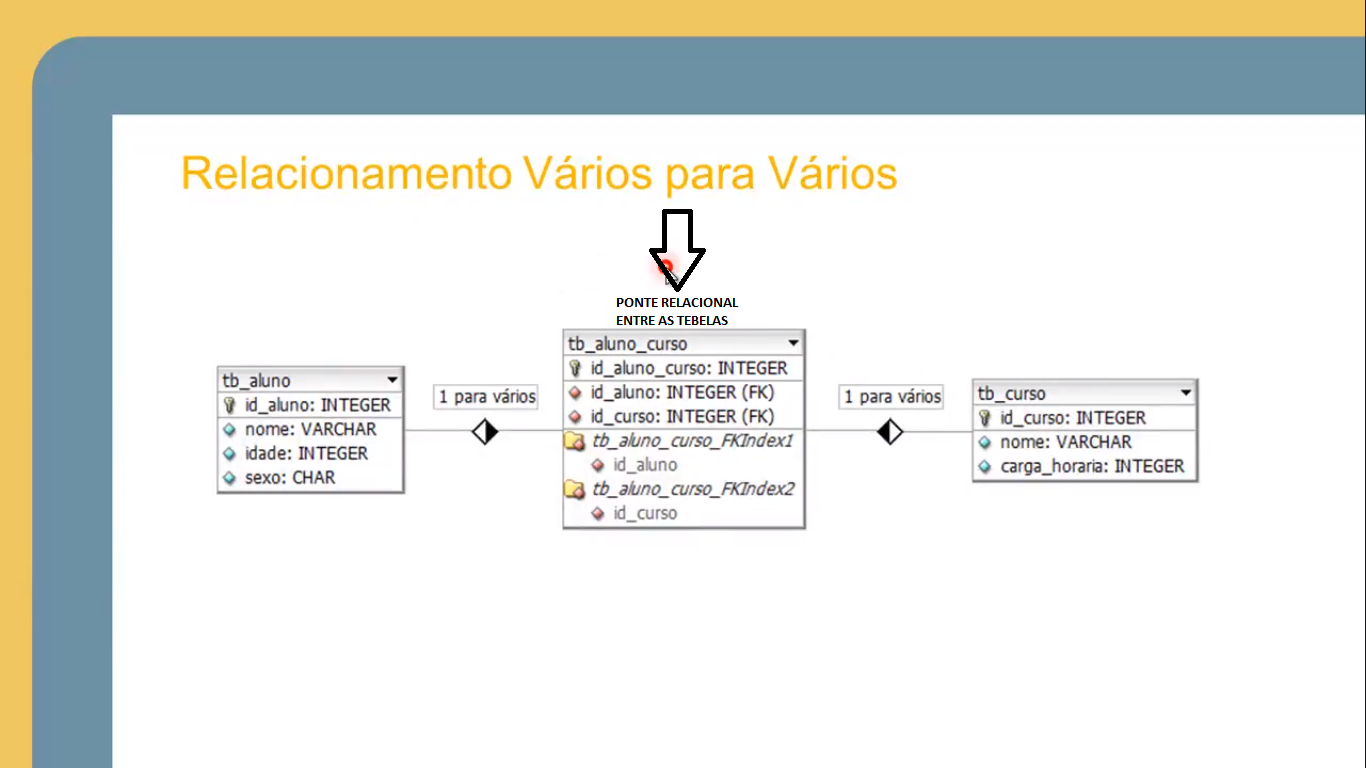 Relacionamento Vários para Vários
PONTE RELACIONAL
ENTRE AS TEBELAS
tb_aluno
id_aluno: INTEGER
nome: VARCHAR
idade: INTEGER
sexo: CHAR
1 para vários
tb_aluno_curso
id_aluno_curso: INTEGER
id_aluno: INTEGER (FK)
id_curso: INTEGER (FK)
tb_aluno_curso_FKIndex1
id_aluno
tb_aluno_curso_FKIndex2
id_curso
1 para vários
tb_curso
id_curso: INTEGER
nome: VARCHAR
carga_horaria: INTEGER